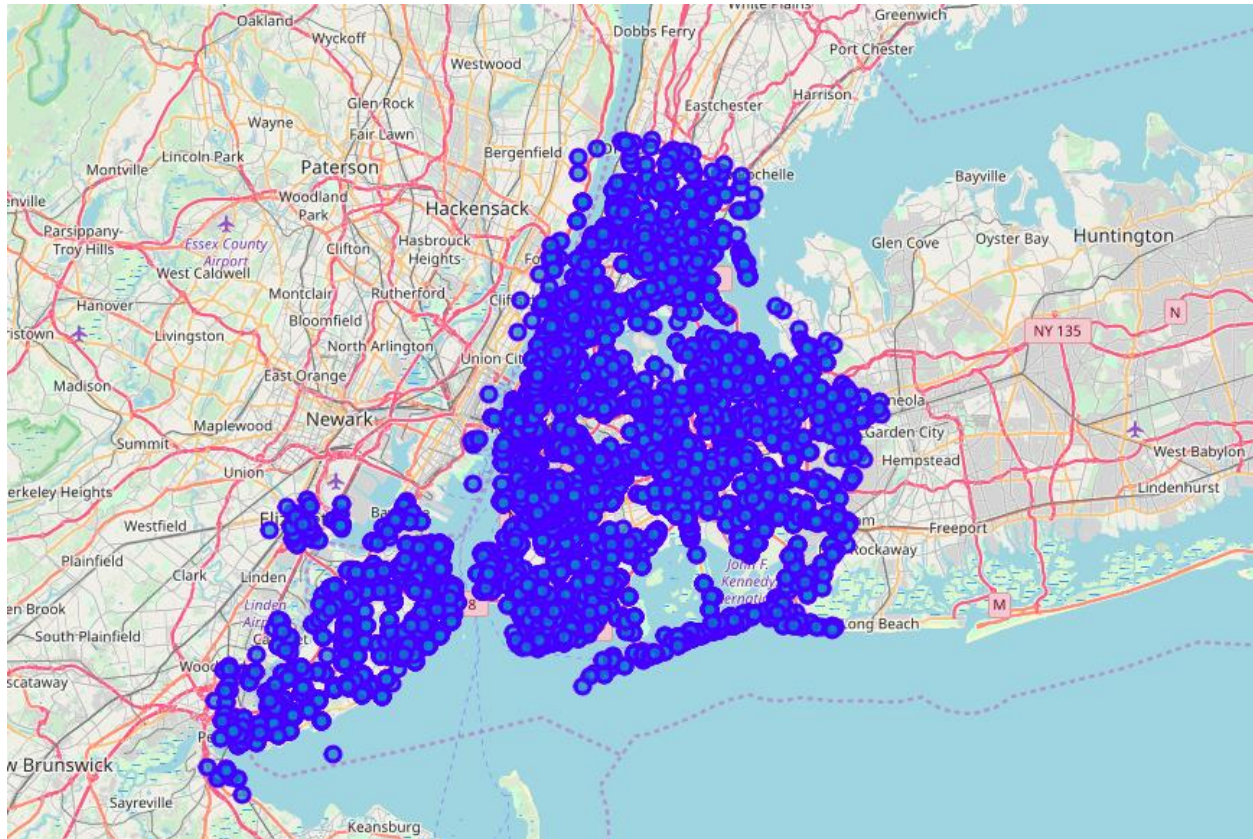 Oakland
White Plains
Greenwich
Dobbs Ferry
Wyckoff
Port Chester
Westwood
Harrison
Glen Rock
Eastchester
Wayne
Fair Lawn
Montville
Lincoln Park
Bergenfield
Paterson
Woodland
Park
Bayville
Parsippany-
Troy Hills
Hackensack
Essex County
Airport
Clifton
Hasbrouck
Heights
Glen Cove
Oyster Bay
Huntington
West Caldwell
Montclair
Rutherford
Hanover
Bloomfield
N
NY 135
Livingston
North Arlington
Union City
Madison
East Orange
Newark
Maplewood
Summit
Garden City
Hempstead
West Babylon
Union
Berkeley Heights
Lindenhurst
Westfield
Freeport
Plainfield
Rockaway
Clark
Linden
John F.
Kennedy
Linden
M
South Plainfield
Long Beach
Sayreville
Keansburg